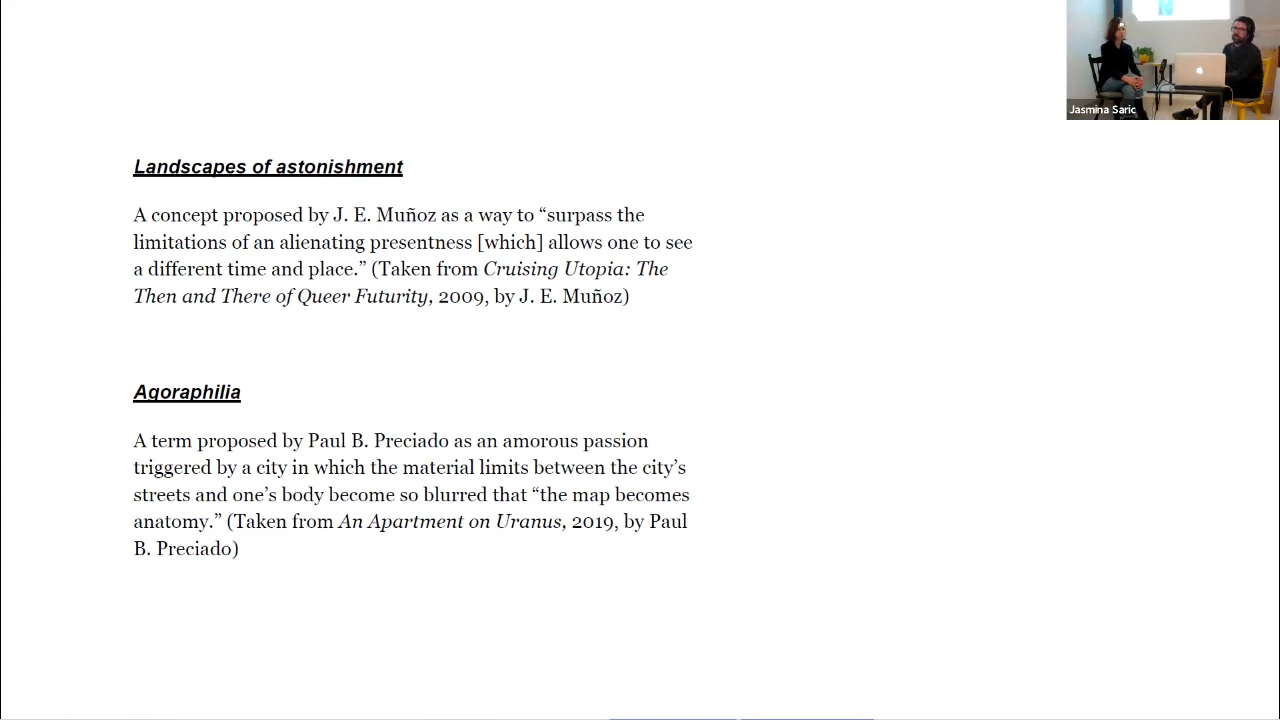 Jasmina Saric
Landscapes of astonishment
A concept proposed by J. E. Muñoz as a way to “surpass the
limitations of an alienating presentness [which] allows one to see
a different time and place.” (Taken from Cruising Utopia: The
Then and There of Queer Futurity, 2009, by J. E. Muñoz)
Agoraphilia
A term proposed by Paul B. Preciado as an amorous passion
triggered by a city in which the material limits between the city’s
streets and one’s body become so blurred that “the map becomes
anatomy.” (Taken from An Apartment on Uranus, 2019, by Paul
B. Preciado)